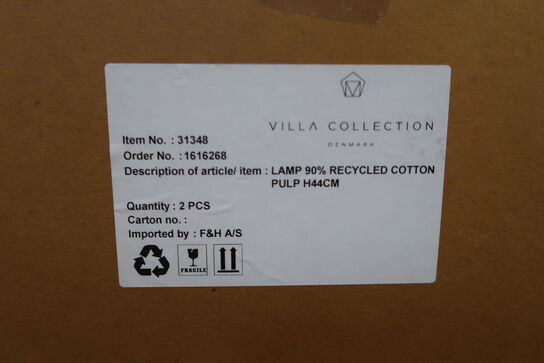 VILLA COLLECTION
DENMARK
Item No. : 31348
Order No. : 1616268
Description of article/ item : LAMP 90% RECYCLED COTTON
PULP H44CM
Quantity : 2 PCS
Carton no. :
Imported by : F&H A/S
FRAGILE